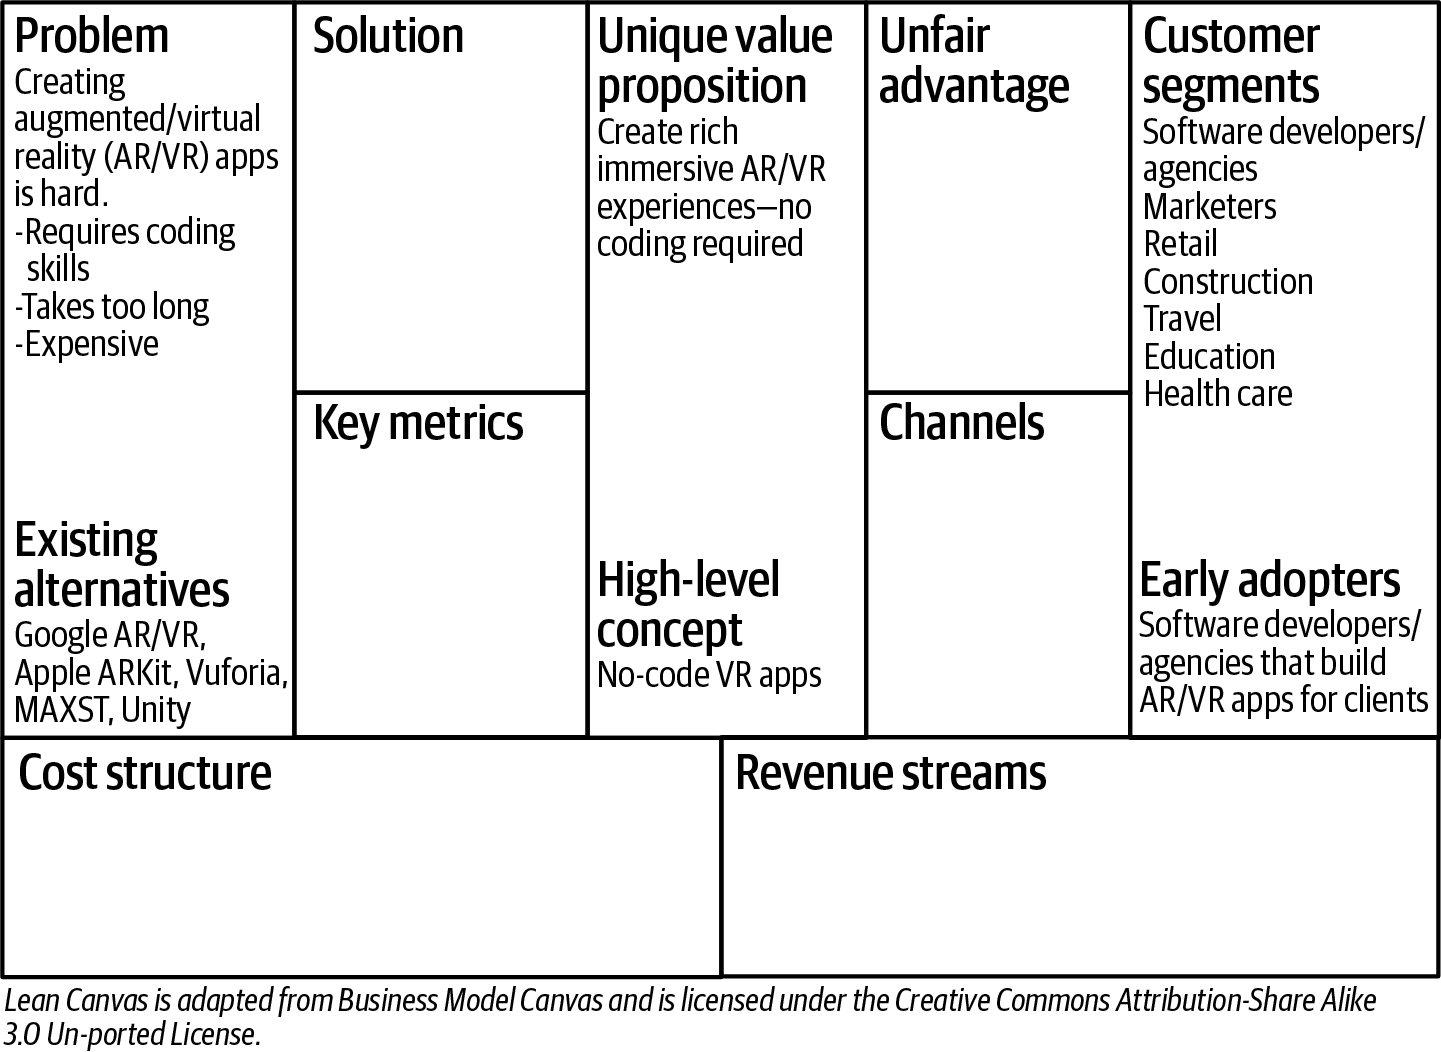 Problem
Creating
augmented/virtual
reality (AR/VR) apps
is hard.
-Requires coding
skills
-Takes too long
-Expensive
Existing
alternatives
Google AR/VR,
Apple ARKit, Vuforia,
MAXST, Unity
Solution
Key metrics
Unique value
proposition
Create rich
immersive AR/VR
experiences—no
coding required
High-level
concept
No-code VR apps
Unfair
advantage
Channels
Customer
segments
Software developers/
agencies
Marketers
Retail
Construction
Travel
Education
Health care
Early adopters
Software developers/
agencies that build
AR/VR apps for clients
Cost structure
Revenue streams
Lean Canvas is adapted from Business Model Canvas and is licensed under the Creative Commons Attribution-Share Alike
3.0 Un-ported License.